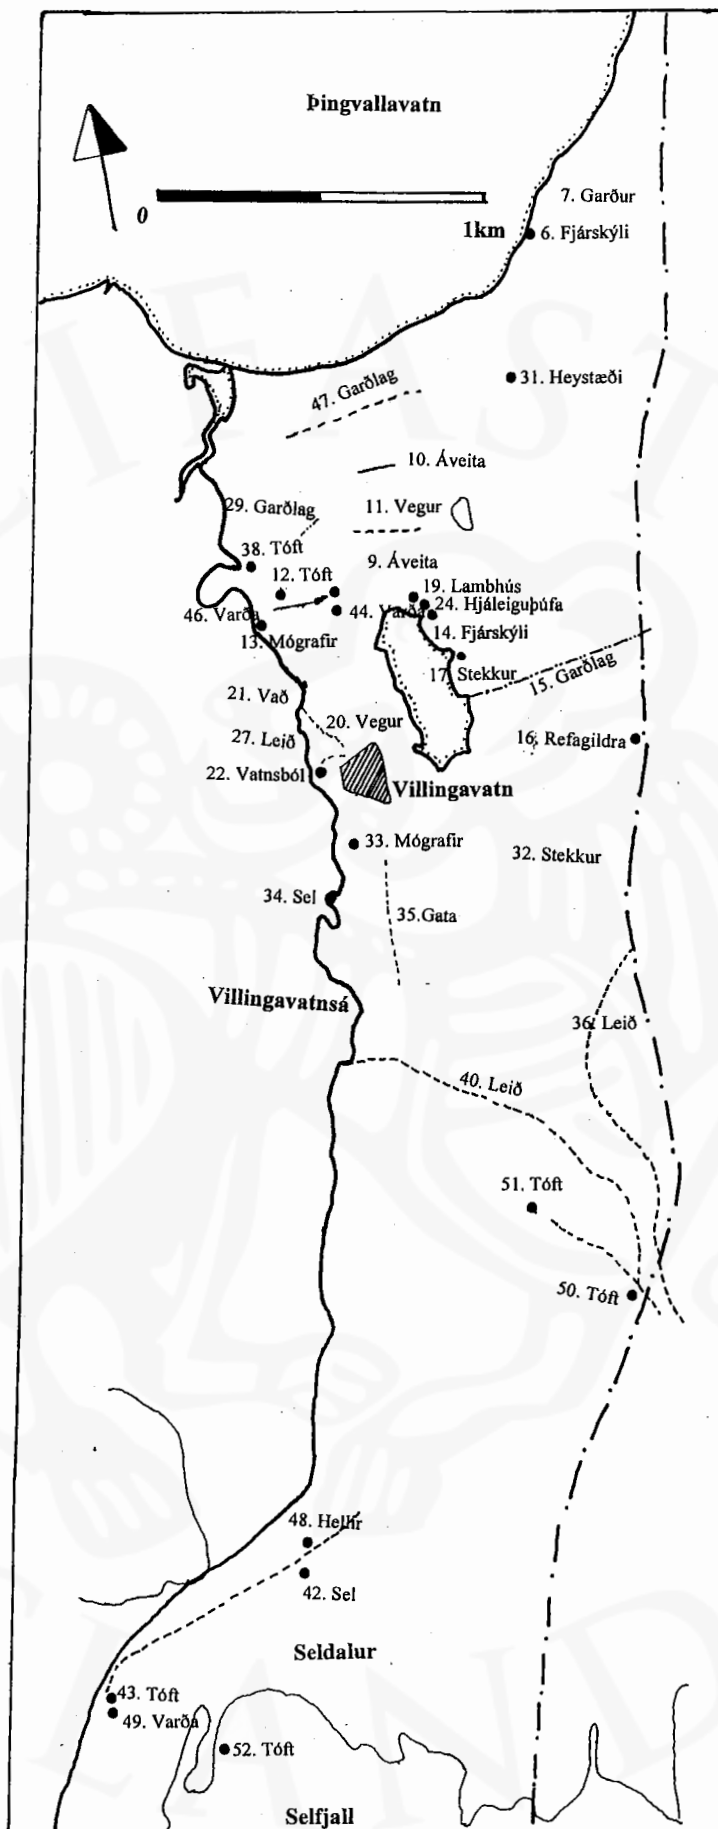 Þingvallavatn
7. Garður
0
1km
6. Fjárskýli
31. Heystæði
47. Garðlag
10. Áveita
29. Garðlag
11. Vegur
38. Tóft
9. Áveita
12. Tóft
19. Lambhús
46. Varða
44. Varða
24. Hjáleiguþúfa
13. Mógrafir
14. Fjárskýli
17. Stekkur
15. Garðlag
21. Vað
20. Vegur
27. Leið
16. Refagildra
22. Vatnsból
Villingavatn
33. Mógrafir
32. Stekkur
34. Sel
35.Gata
Villingavatnsá
36. Leið
40. Leið
51. Tóft
50. Tóft
48. Hellir
42. Sel
Seldalur
43. Tóft
49. Varða
52. Tóft
Selfjall